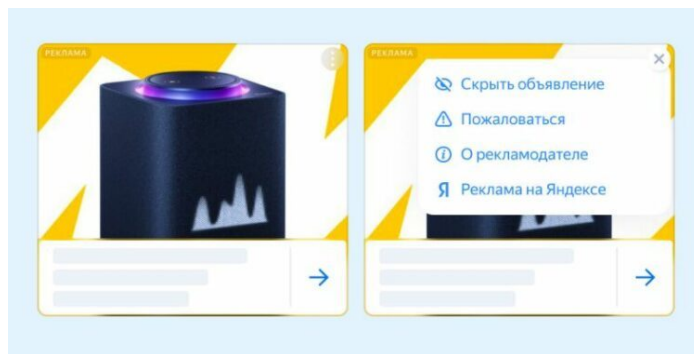 РЕКЛАМА
РЕКЛАМА
Скрыть объявление
Пожаловаться
О рекламодателе
Я Реклама на Яндексе